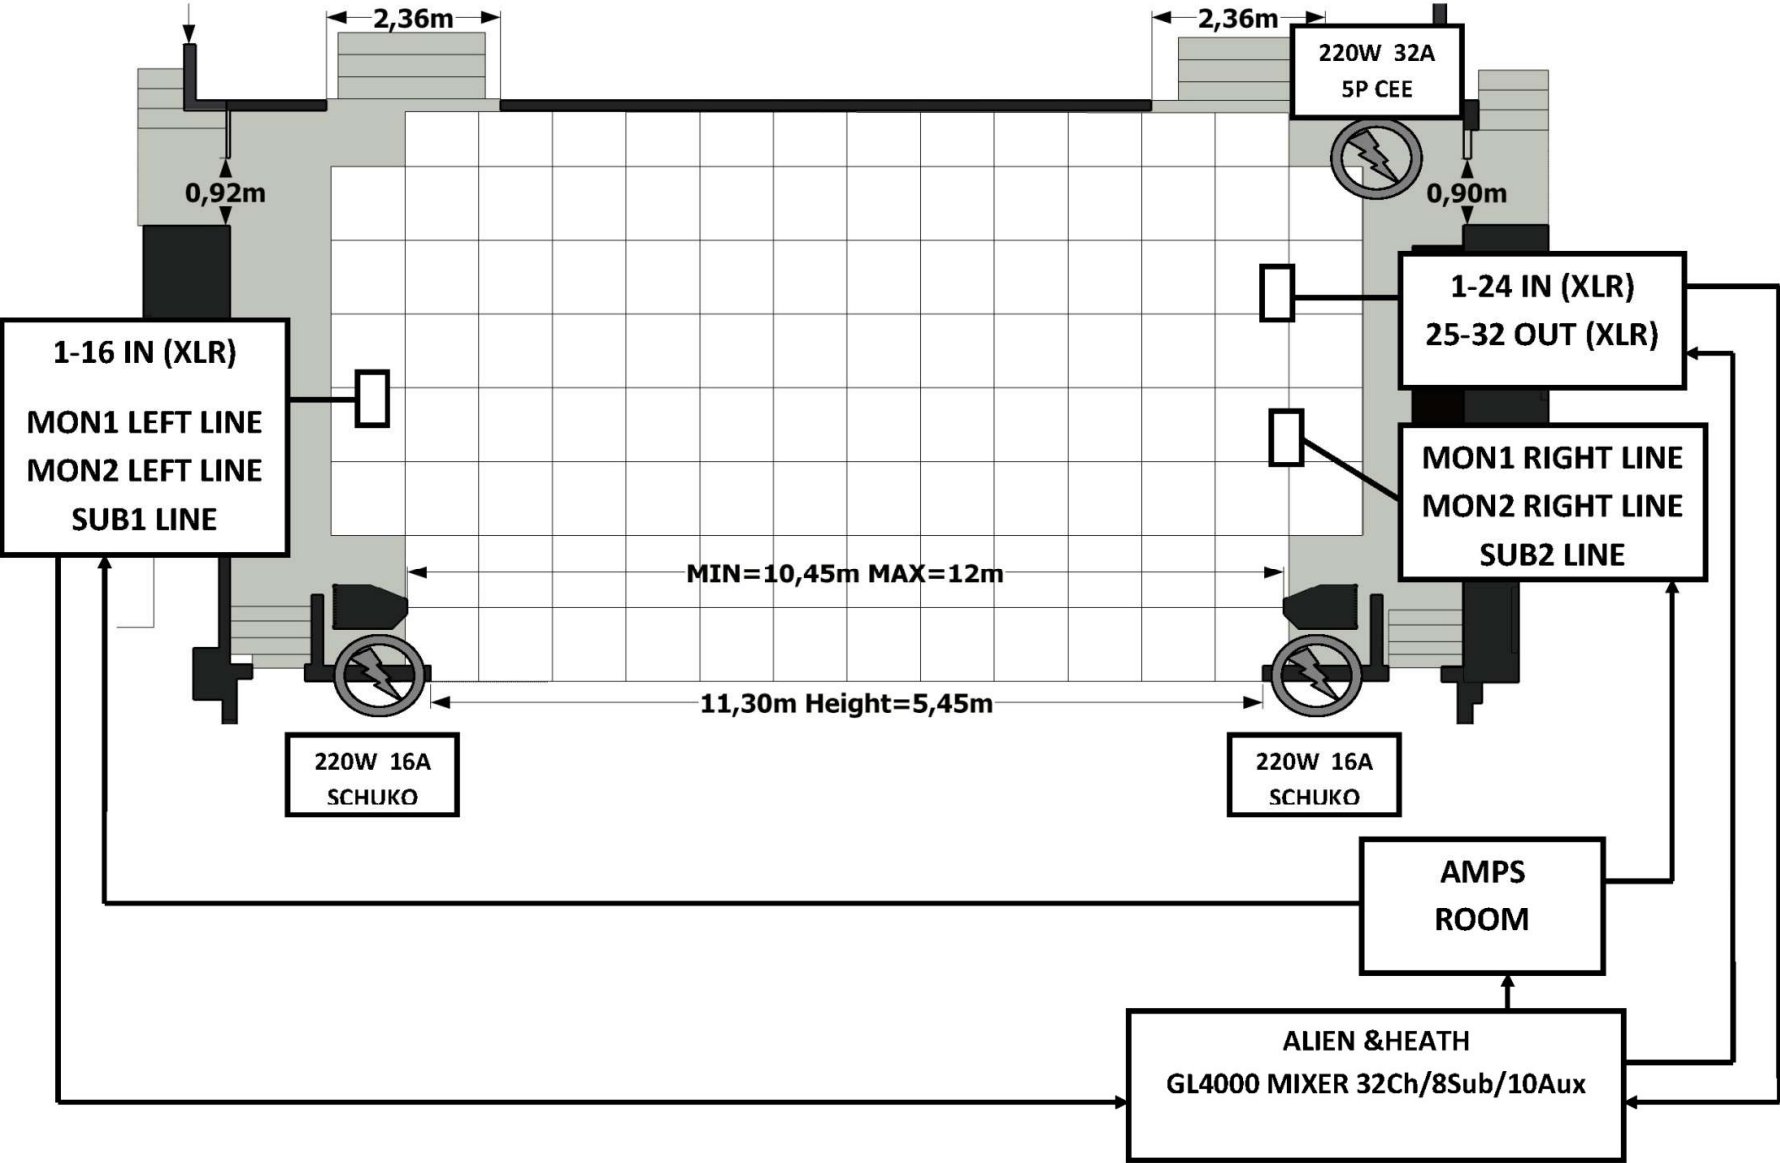 2,36m
2,36m
220W 32A
5P CEE
0,92m
0,90m
1-24 IN (XLR)
25-32 OUT (XLR)
1-16 IN (XLR)
MON1 LEFT LINE
MON2 LEFT LINE
SUB1 LINE
MON1 RIGHT LINE
MON2 RIGHT LINE
SUB2 LINE
MIN=10,45m MAX=12m
11,30m Height=5,45m
220W 16A
SCHUKO
220W 16A
SCHUKO
AMPS
ROOM
ALIEN &HEATH
GL4000 MIXER 32Ch/8Sub/10Aux